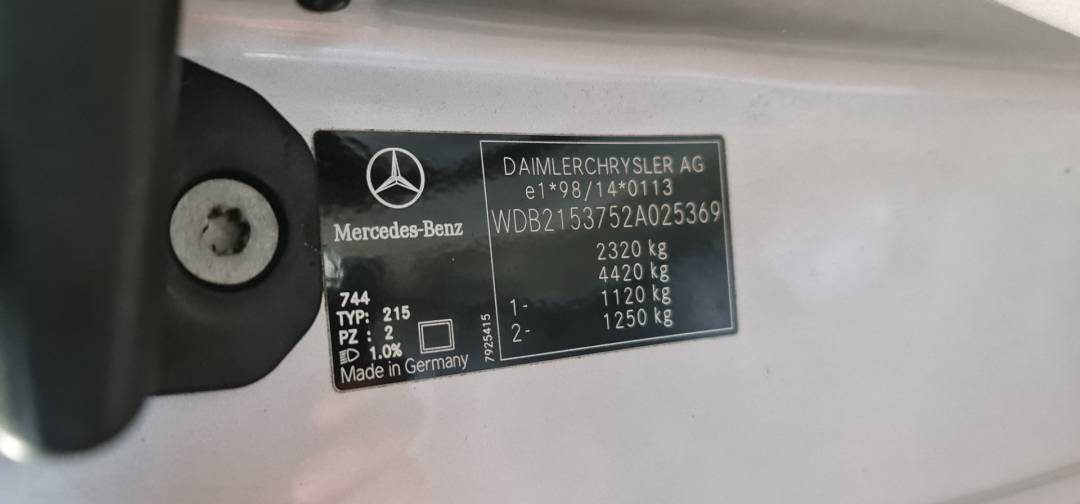 Mercedes-Benz
744
TYP: 215
PZ : 2
1.0%
Made in Germany
7925415
DAIMLERCHRYSLER AG
e1*98/14*0113
WDB2153752A025369
2320 kg
4420 kg
1- 1120 kg
2- 1250 kg